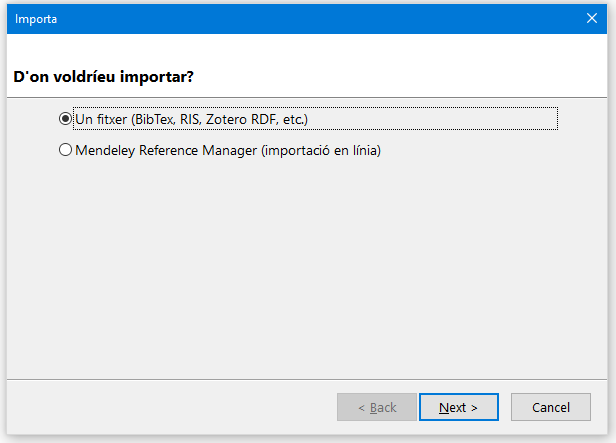 Importa
D'on voldríeu importar?
Un fitxer (BibTex, RIS, Zotero RDF, etc.)
Mendeley Reference Manager (importació en línia)
< Back
Next >
Cancel